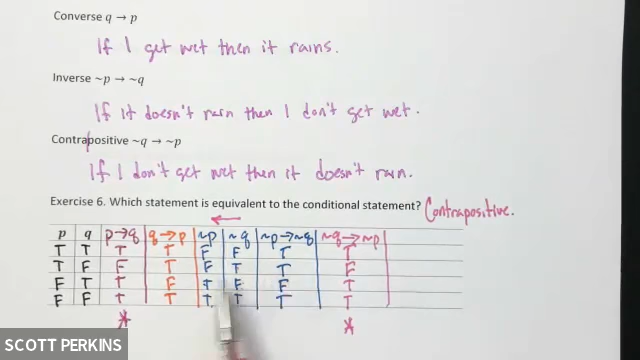 Converse q → p
If I get wet then it rains.
Inverse ~p → ~q
If it doesn't rain then I don't get wet.
Contrapositive ~q → ~p
If I don't get wet then it doesn't rain.
Exercise 6. Which statement is equivalent to the conditional statement? Contrapositive.
←
p q p→q q→p ~p ~q ~p→~q ~q→~p
T T T T F F T T
T F F T F T T F
F T T F T F F T
F F T T T T T T
* *
SCOTT PERKINS